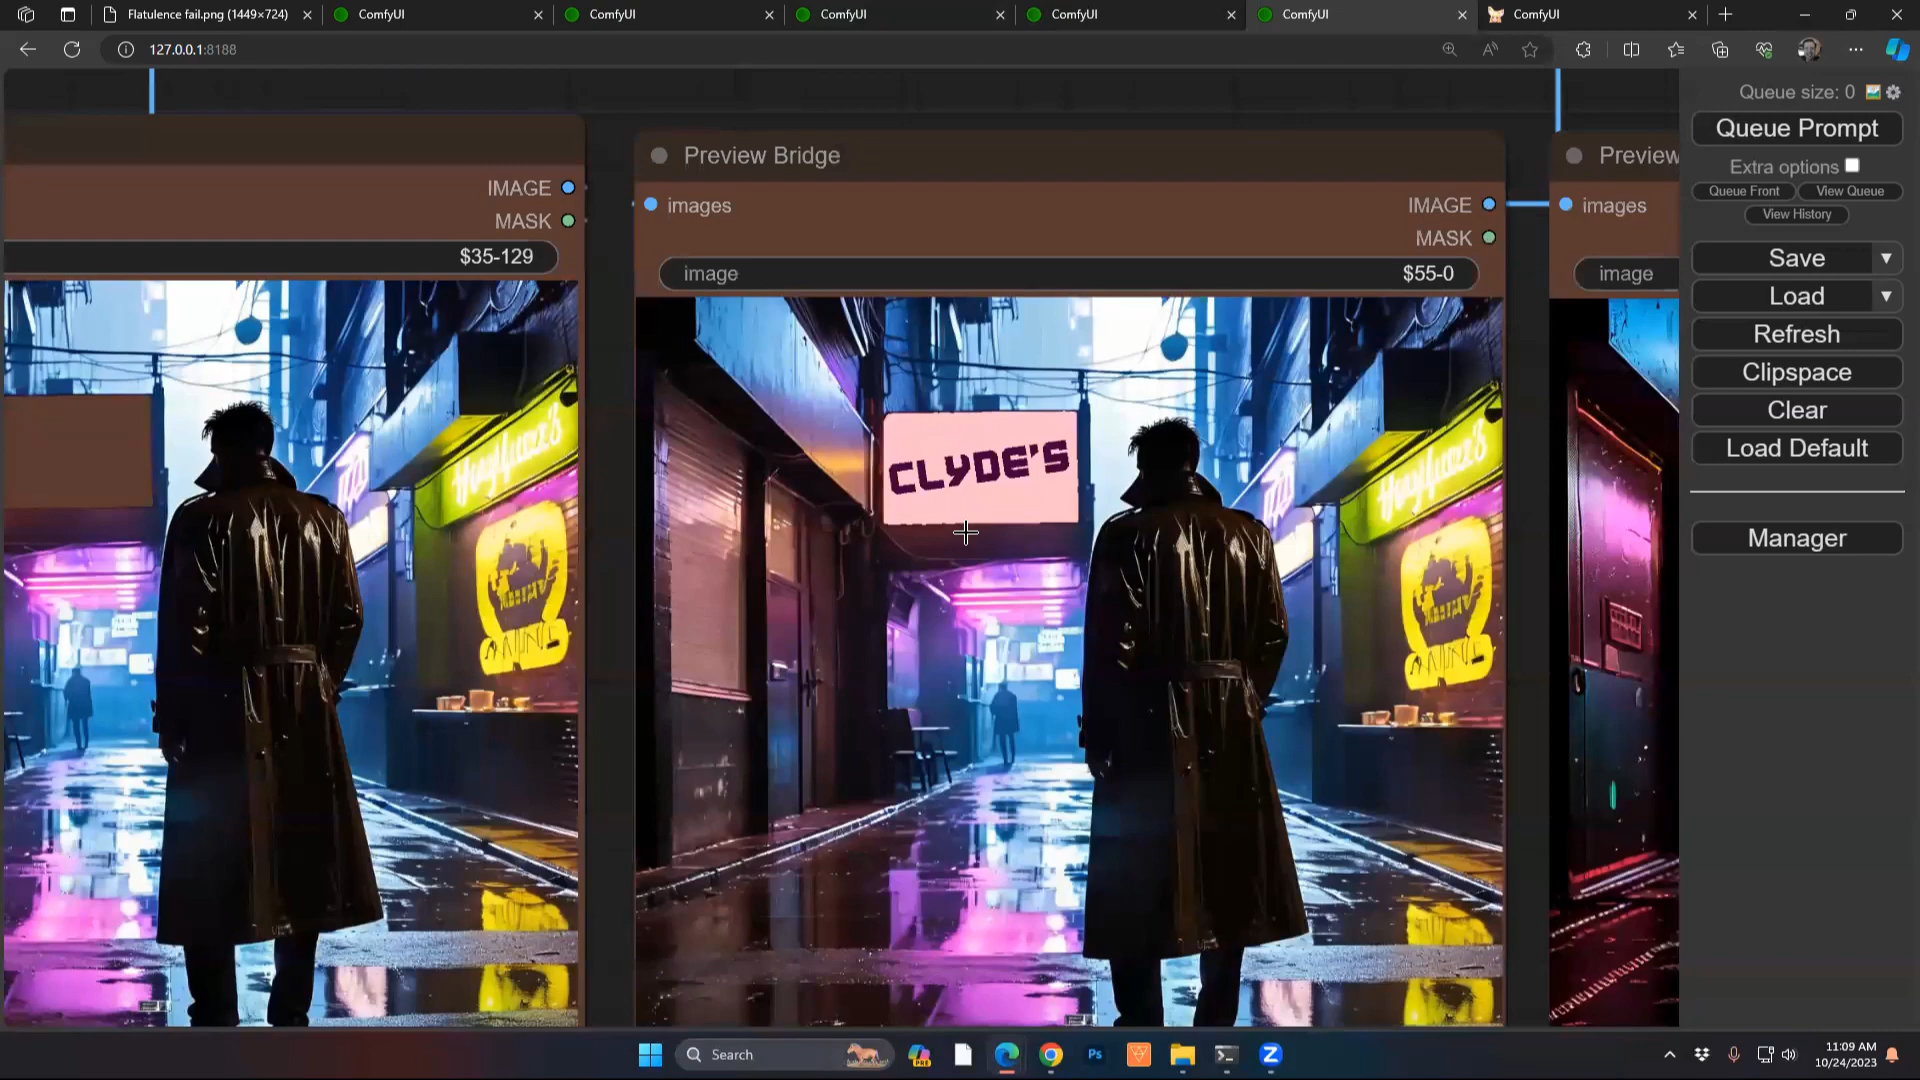 Flatulence fail.png (1449×724)
ComfyUI
ComfyUI
ComfyUI
ComfyUI
ComfyUI
ComfyUI
127.0.0.1:8188
Queue size: 0
Queue Prompt
Extra options
Queue Front
View Queue
View History
Save
Load
Refresh
Clipspace
Clear
Load Default
Manager
IMAGE
MASK
$35-129
Preview Bridge
images
IMAGE
MASK
image
$55-0
CLYDE'S
Preview
images
image
Search
PRE
Ps
11:09 AM
10/24/2023